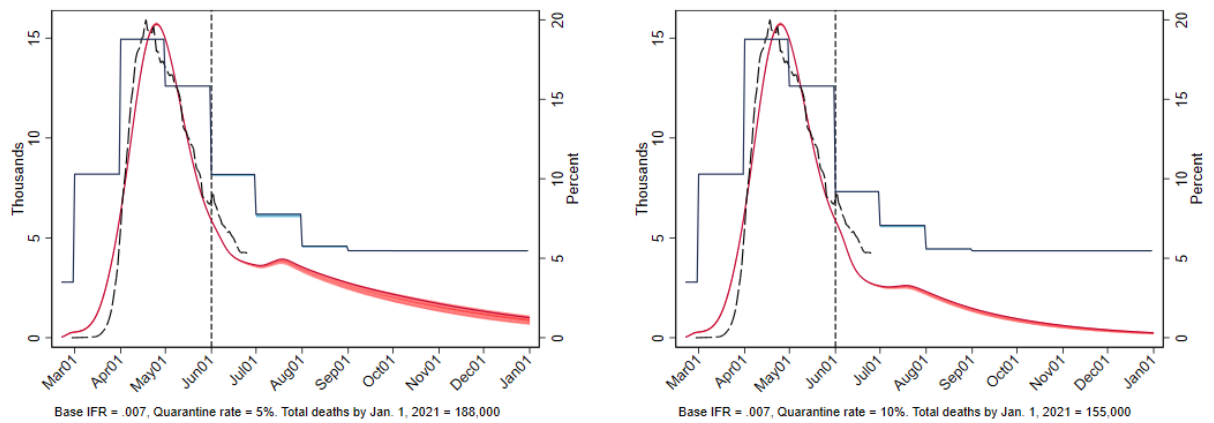 Thousands
0
5
10
15
Percent
0
5
10
15
20
Mar01
Apr01
May01
Jun01
Jul01
Aug01
Sep01
Oct01
Nov01
Dec01
Jan01
Base IFR = .007, Quarantine rate = 5%. Total deaths by Jan. 1, 2021 = 188,000
Thousands
0
5
10
15
Percent
0
5
10
15
20
Mar01
Apr01
May01
Jun01
Jul01
Aug01
Sep01
Oct01
Nov01
Dec01
Jan01
Base IFR = .007, Quarantine rate = 10%. Total deaths by Jan. 1, 2021 = 155,000